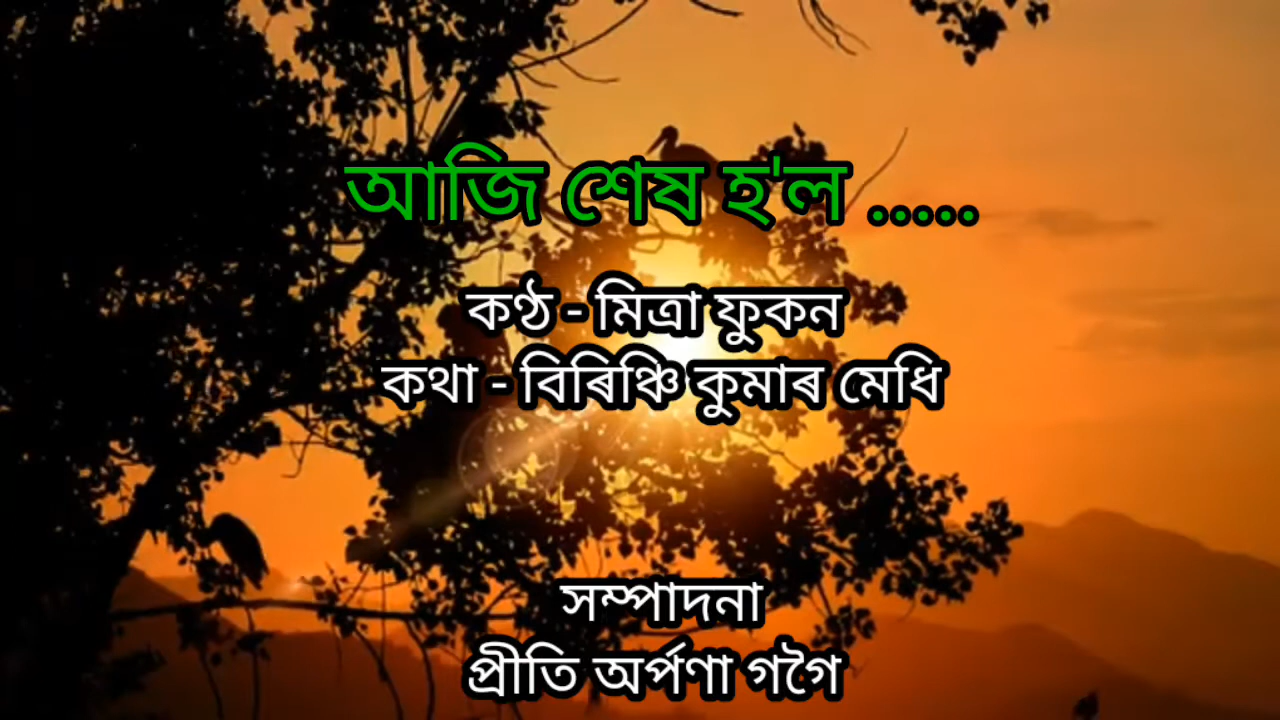 আজি শেষ হ'ল .....
কণ্ঠ - মিত্ৰা ফুকন
কথা - বিৰিঞ্চি কুমাৰ মেধি
সম্পাদনা
প্ৰীতি অৰ্পণা গগৈ